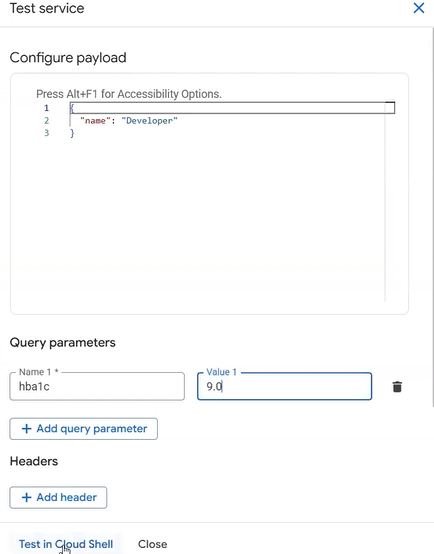 Test service
Configure payload
Press Alt+F1 for Accessibility Options.
1 {
2 "name": "Developer"
3 }
Query parameters
Name 1 * Value 1
hba1c 9.0
+ Add query parameter
Headers
+ Add header
Test in Cloud Shell Close